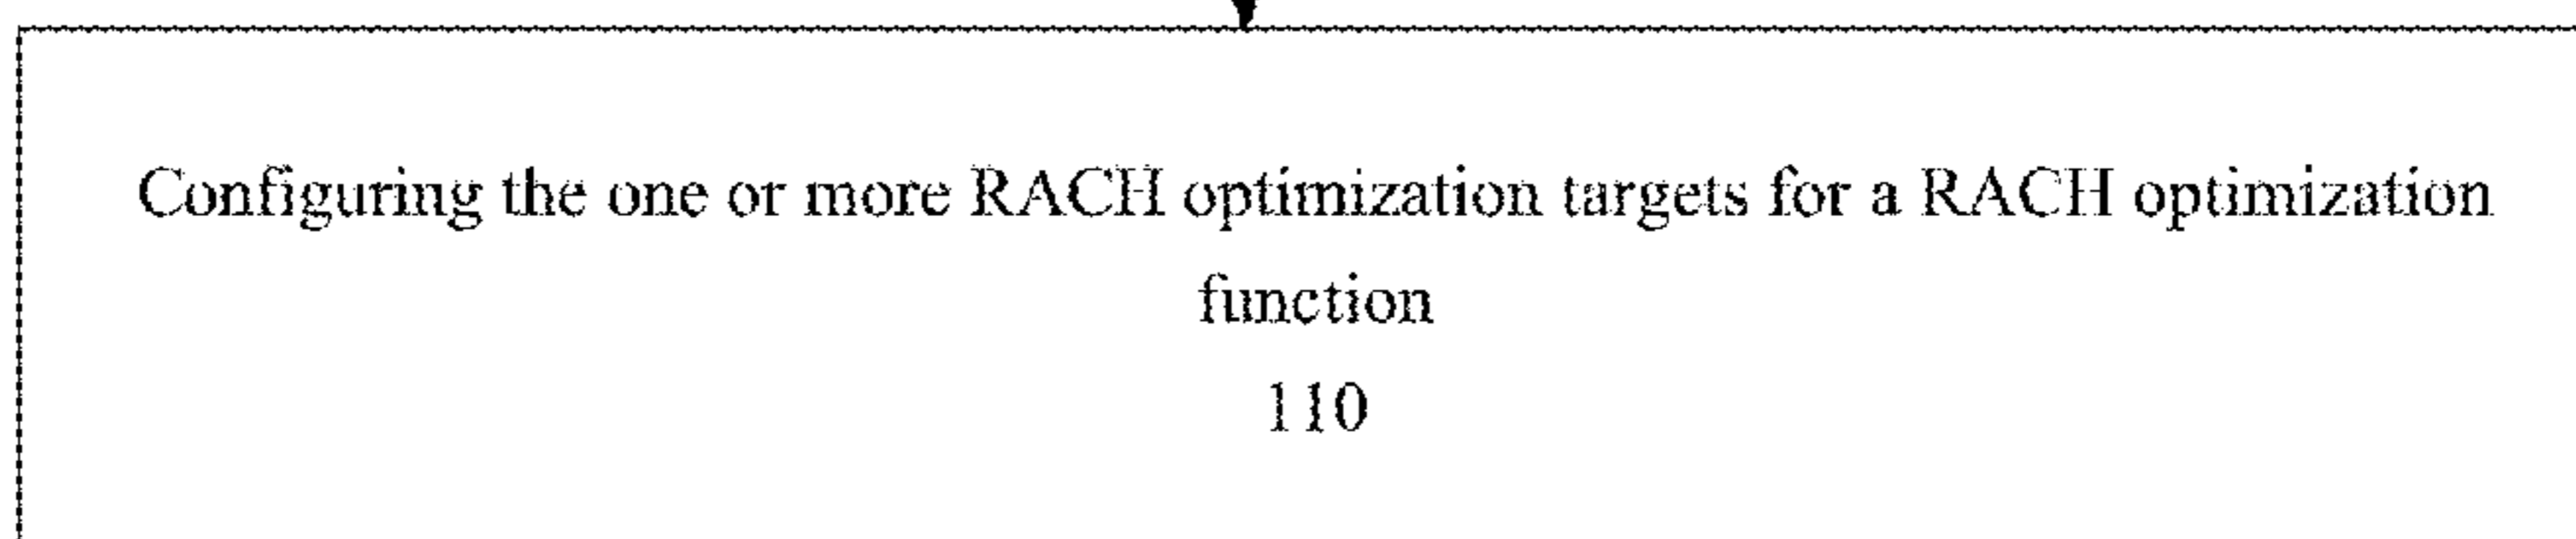 Configuring the one or more RACH optimization targets for a RACH optimization
function
110